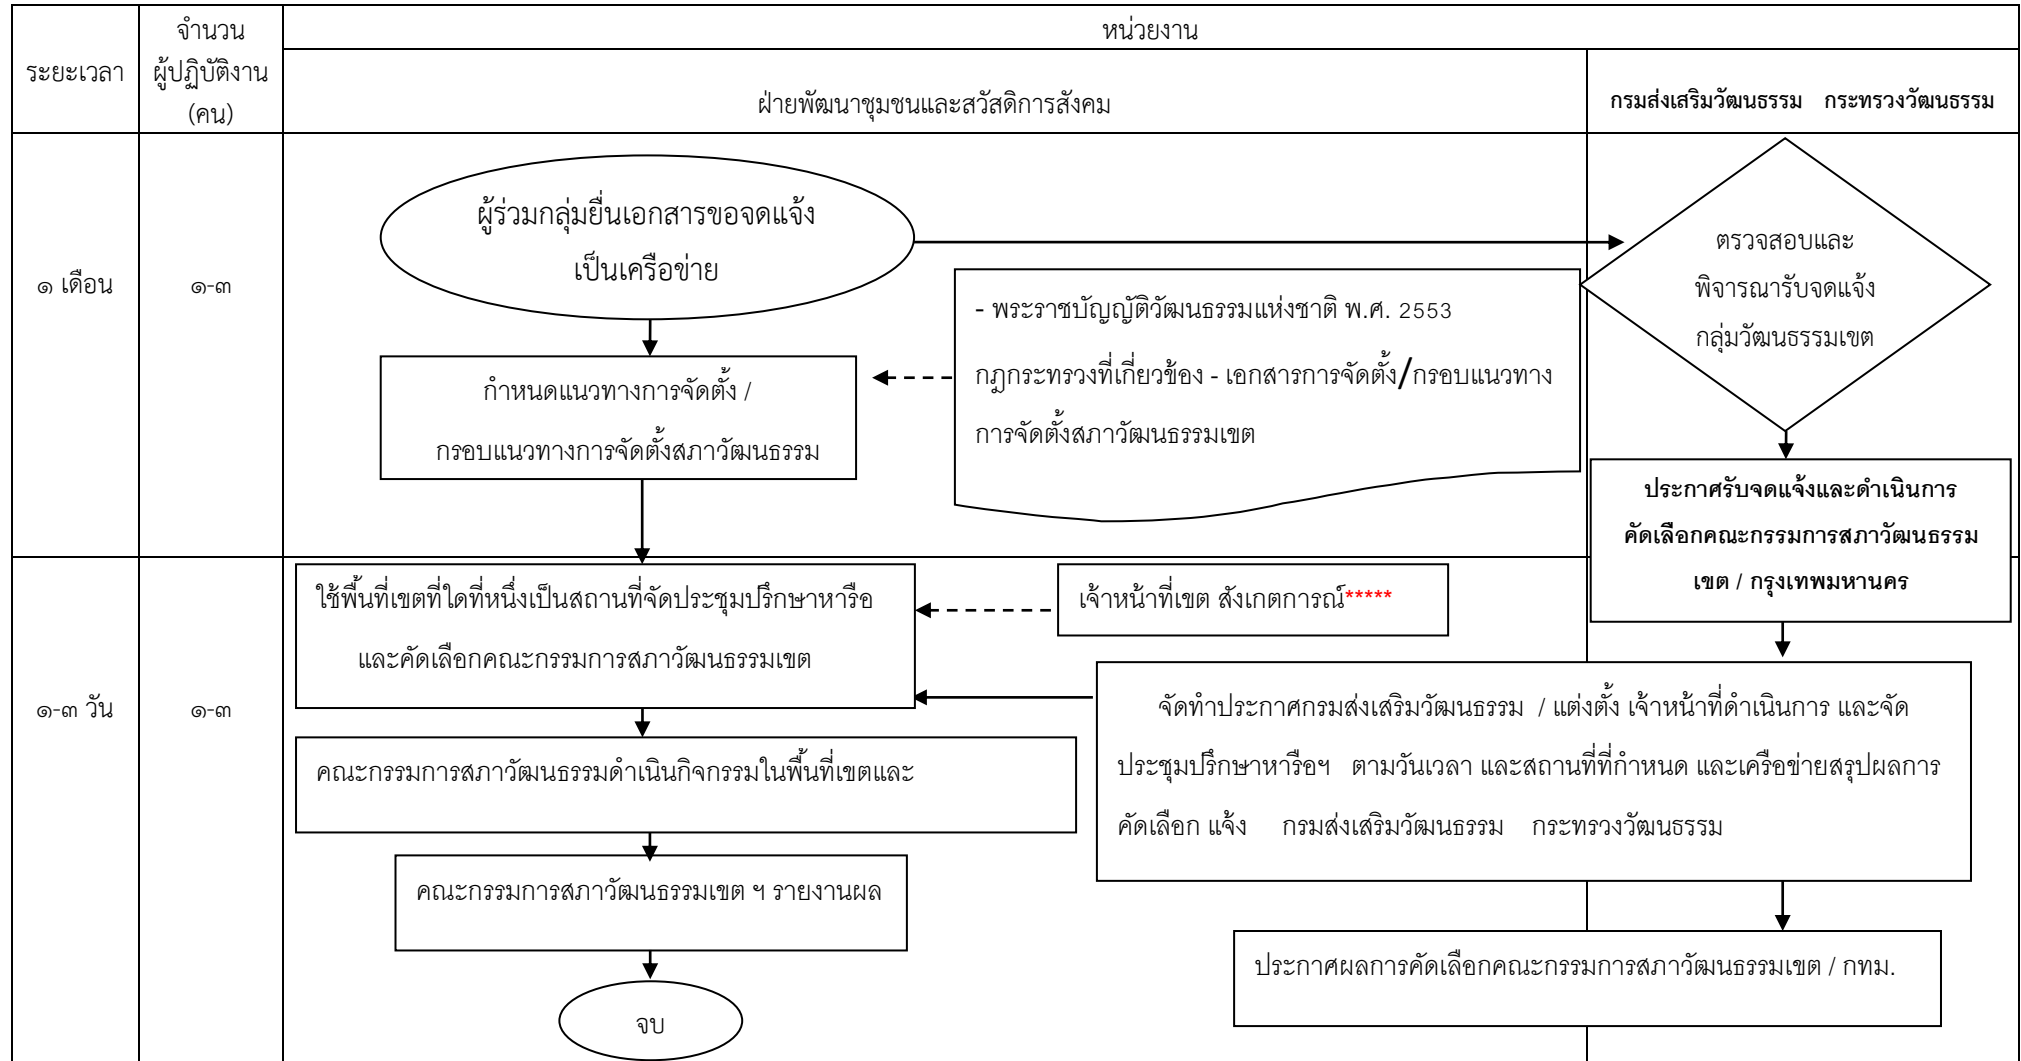 ระยะเวลา
จำนวน
ผู้ปฏิบัติงาน
(คน)
หน่วยงาน
ฝ่ายพัฒนาชุมชนและสวัสดิการสังคม
กรมส่งเสริมวัฒนธรรม กระทรวงวัฒนธรรม
๑ เดือน
๑-๓
ผู้ร่วมกลุ่มยื่นเอกสารขอจดแจ้ง
เป็นเครือข่าย
ตรวจสอบและ
พิจารณารับจดแจ้ง
กลุ่มวัฒนธรรมเขต
- พระราชบัญญัติวัฒนธรรมแห่งชาติ พ.ศ. 2553
กฎกระทรวงที่เกี่ยวข้อง - เอกสารการจัดตั้ง/กรอบแนวทาง
การจัดตั้งสภาวัฒนธรรมเขต
กำหนดแนวทางการจัดตั้ง /
กรอบแนวทางการจัดตั้งสภาวัฒนธรรม
ประกาศรับจดแจ้งและดำเนินการ
คัดเลือกคณะกรรมการสภาวัฒนธรรม
เขต / กรุงเทพมหานคร
๑-๓ วัน
๑-๓
ใช้พื้นที่เขตที่ใดที่หนึ่งเป็นสถานที่จัดประชุมปรึกษาหารือ
และคัดเลือกคณะกรรมการสภาวัฒนธรรมเขต
เจ้าหน้าที่เขต สังเกตการณ์*****
จัดทำประกาศกรมส่งเสริมวัฒนธรรม / แต่งตั้ง เจ้าหน้าที่ดำเนินการ และจัด
ประชุมปรึกษาหารือฯ ตามวันเวลา และสถานที่ที่กำหนด และเครือข่ายสรุปผลการ
คัดเลือก แจ้ง กรมส่งเสริมวัฒนธรรม กระทรวงวัฒนธรรม
คณะกรรมการสภาวัฒนธรรมดำเนินกิจกรรมในพื้นที่เขตและ
คณะกรรมการสภาวัฒนธรรมเขต ฯ รายงานผล
ประกาศผลการคัดเลือกคณะกรรมการสภาวัฒนธรรมเขต / กทม.
จบ